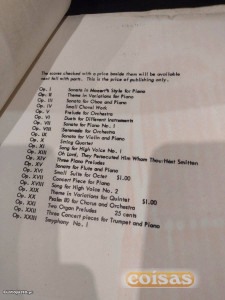 The scores checked with a price beside them will be available
next fall with parts. This is the price of publishing only.
Op. I Sonata in Mozart's Style for Piano
Op. II Theme in Variations for Piano
Op. III Sonata for Oboe and Piano
Op. IV Small Choral Work
Op. V Prelude for Orchestra
Op. VI Duets for Different Instruments
Op. VII Sonata for Piano No. 1
Op. VIII Serenade for Orchestra
Op. IX Sonata for Violin and Piano
Op. X String Quartet
Op. XI Song for High Voice No. 1
Op. XII Oh Lord, They Persecuted Him Whom Thou Hast Smitten
Op. XIV Three Piano Preludes
Op. XV Sonata for Flute and Piano
Op. XVI Small Suite for Octet $1.00
Op. XVII Concert Piece for Piano
Op. XVIII Song for High Voice No. 2
Op. XIX Theme in Variations for Quintet $1.00
Op. XX Psalm 80 for Chorus and Orchestra
Op. XXI Two Organ Preludes 25 cents
Op. XXII Three Concert pieces for Trumpet and Piano
Op. XXIII Symphony No. 1
coisas